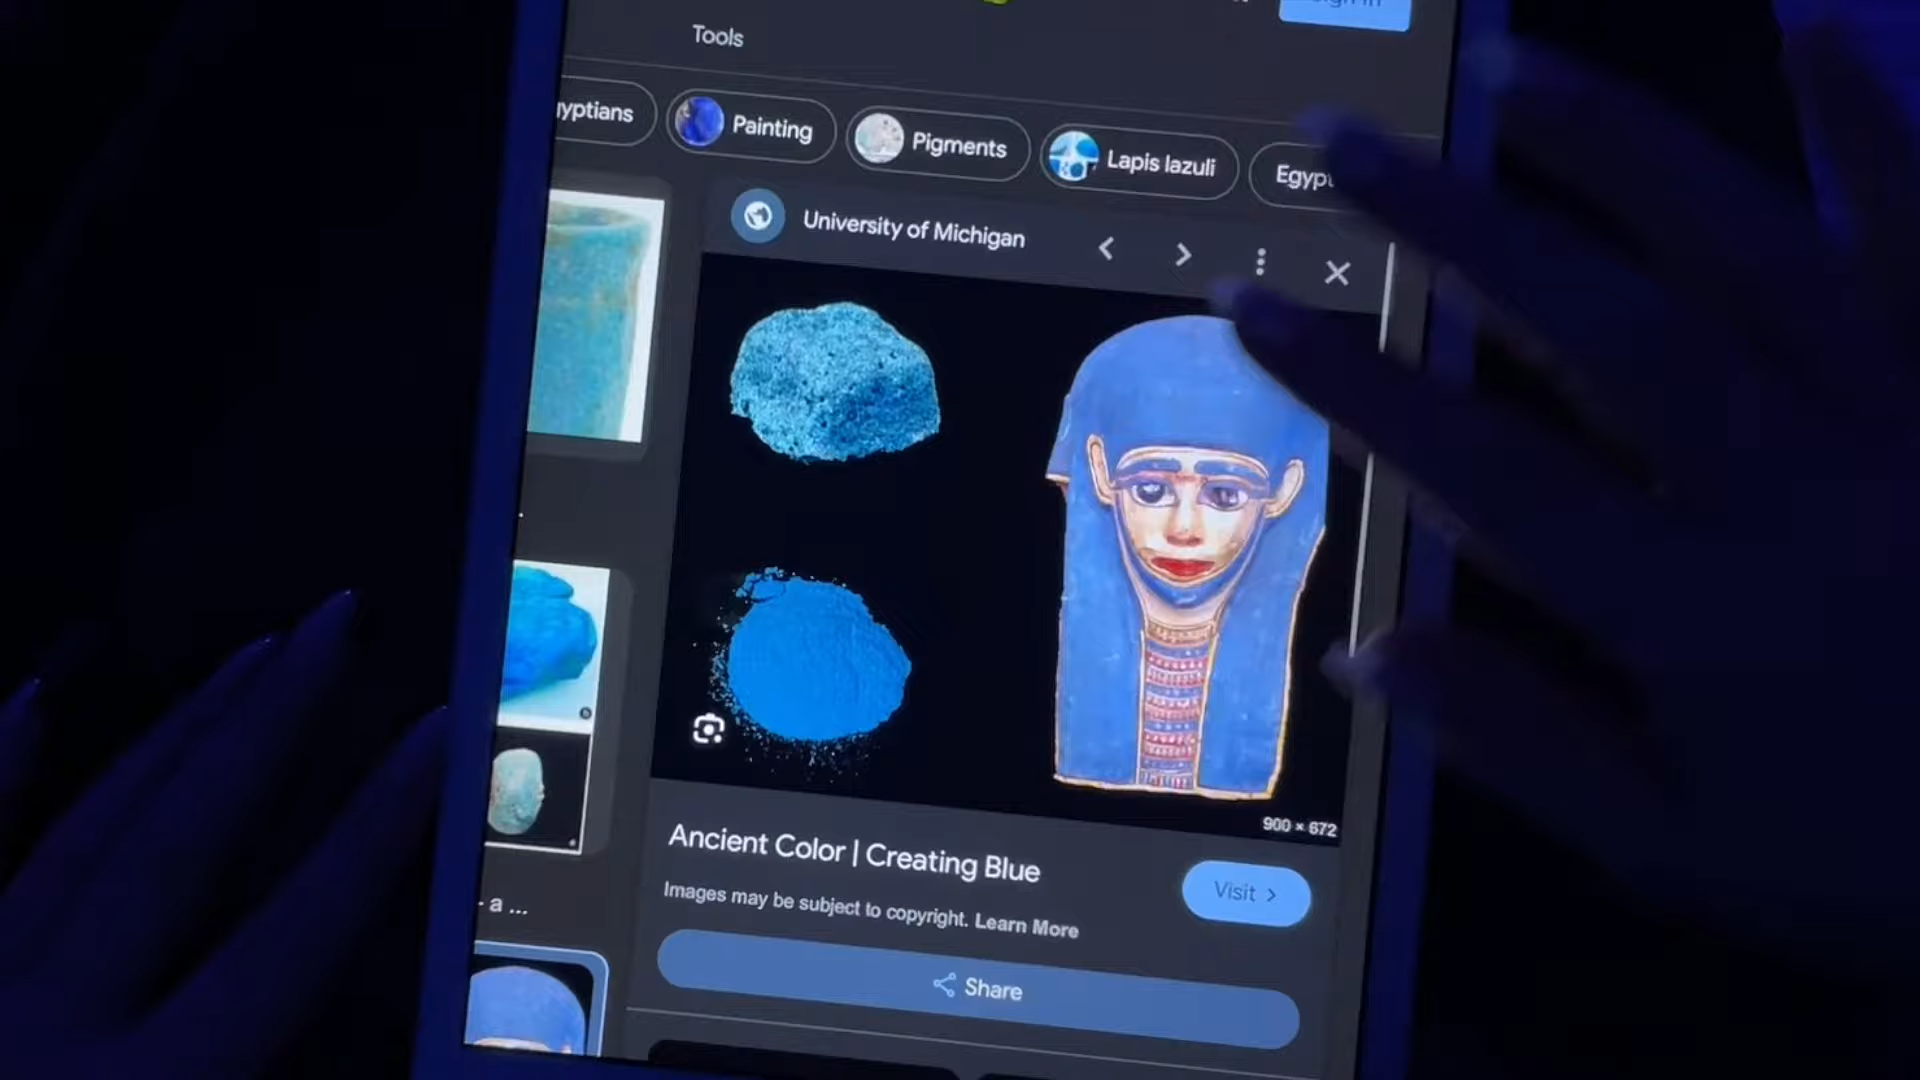 Tools
yptians
Painting
Pigments
Lapis lazuli
Egyp
University of Michigan
900 × 672
Ancient Color | Creating Blue
Images may be subject to copyright. Learn More
Visit >
- a ...
Share